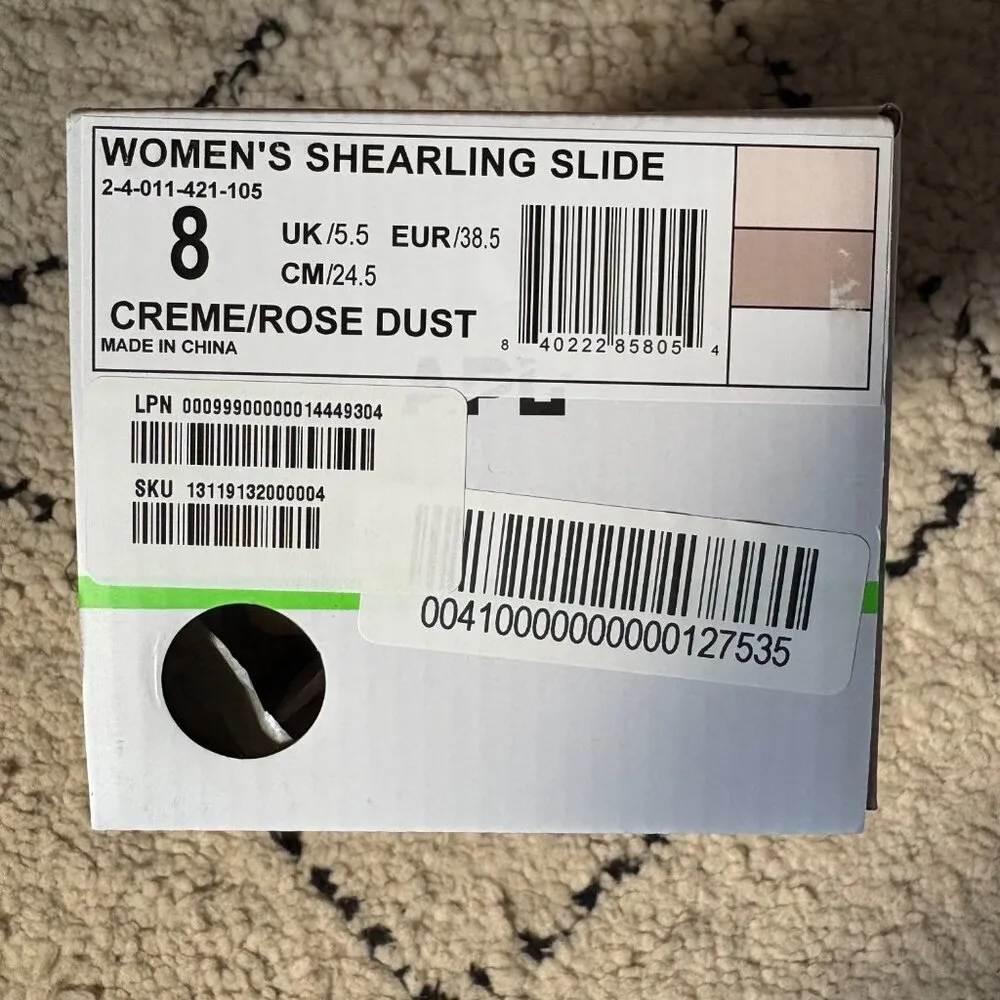 WOMEN'S SHEARLING SLIDE
2-4-011-421-105
8
UK/5.5 EUR/38.5
CM/24.5
CREME/ROSE DUST
MADE IN CHINA
8 40222 85805 4
LPN 00099900000014449304
SKU 13119132000004
00410000000000127535